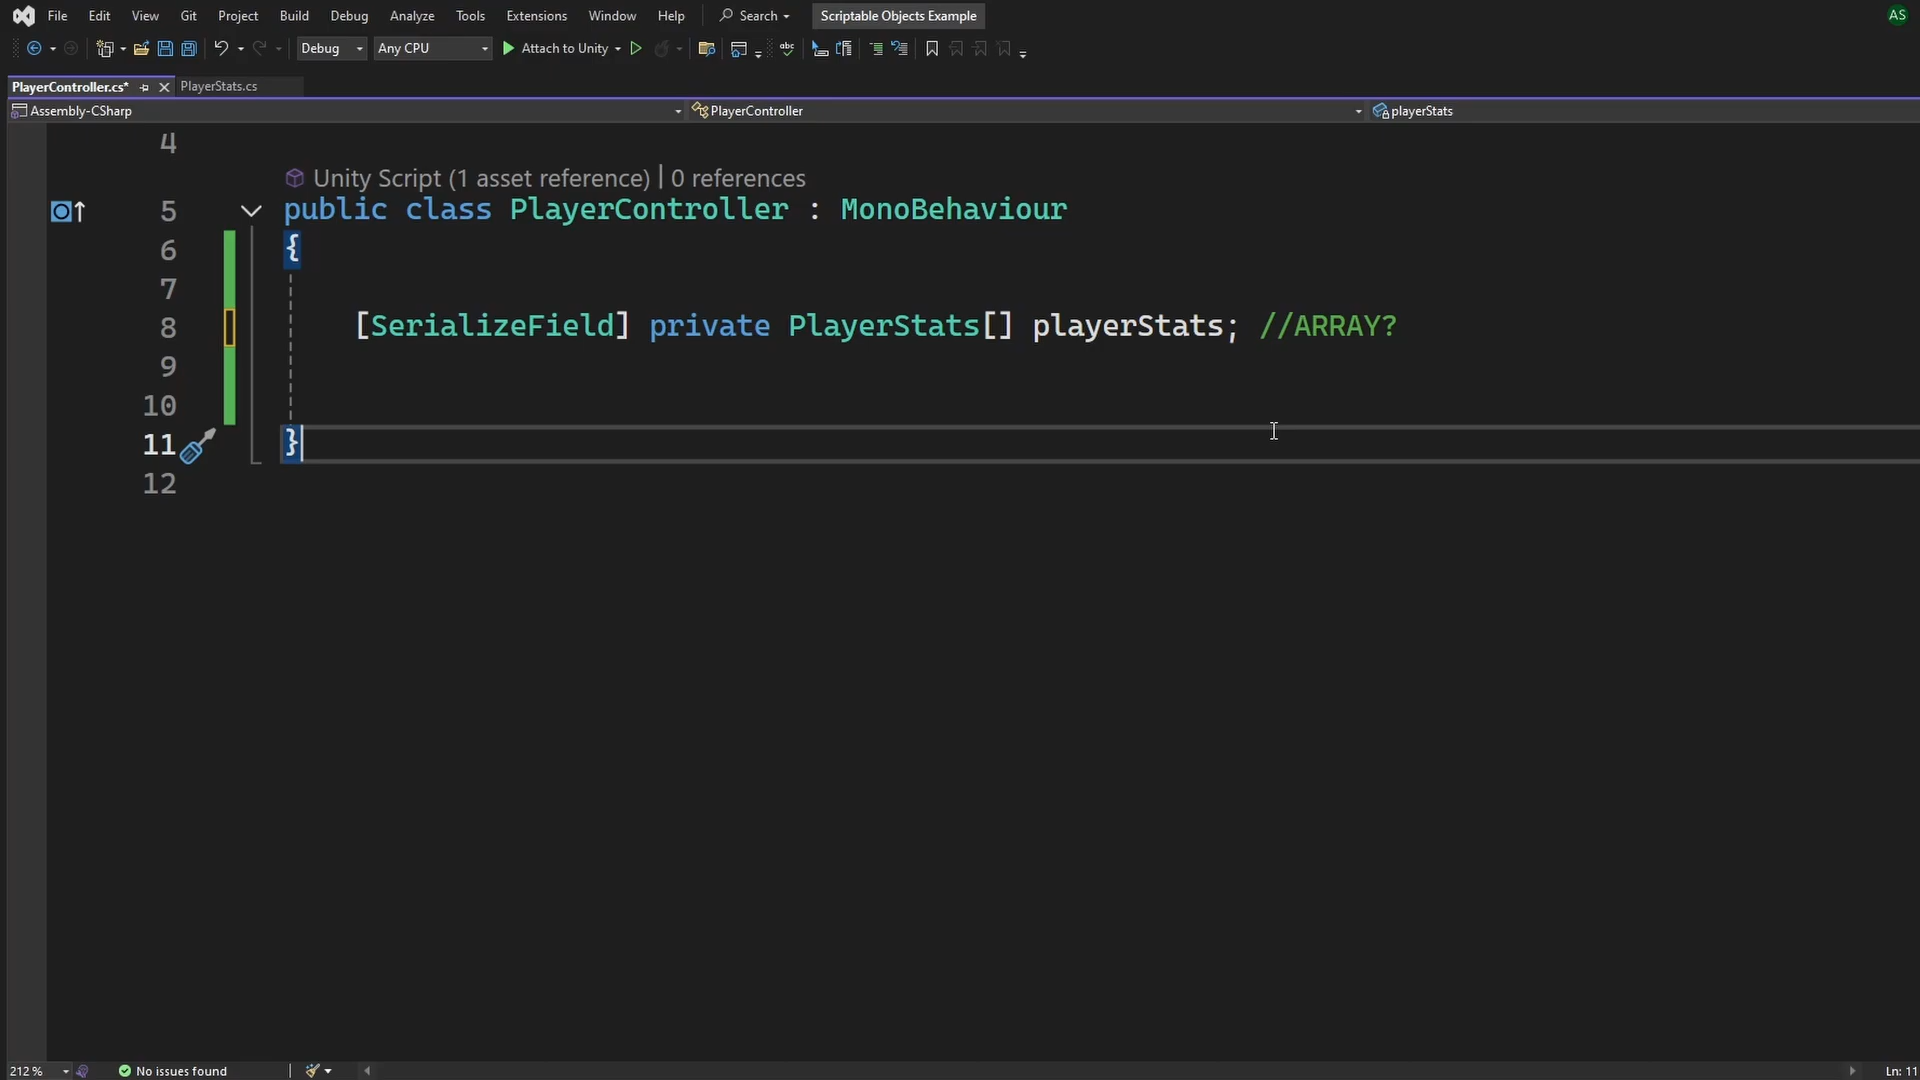 File Edit View Git Project Build Debug Analyze Tools Extensions Window Help Search Scriptable Objects Example AS
Debug Any CPU Attach to Unity abc
PlayerController.cs* PlayerStats.cs
Assembly-CSharp PlayerController playerStats
4
Unity Script (1 asset reference) | 0 references
5 public class PlayerController : MonoBehaviour
6 {
7
8 [SerializeField] private PlayerStats[] playerStats; //ARRAY?
9
10
11 }
12
212 % No issues found Ln: 11